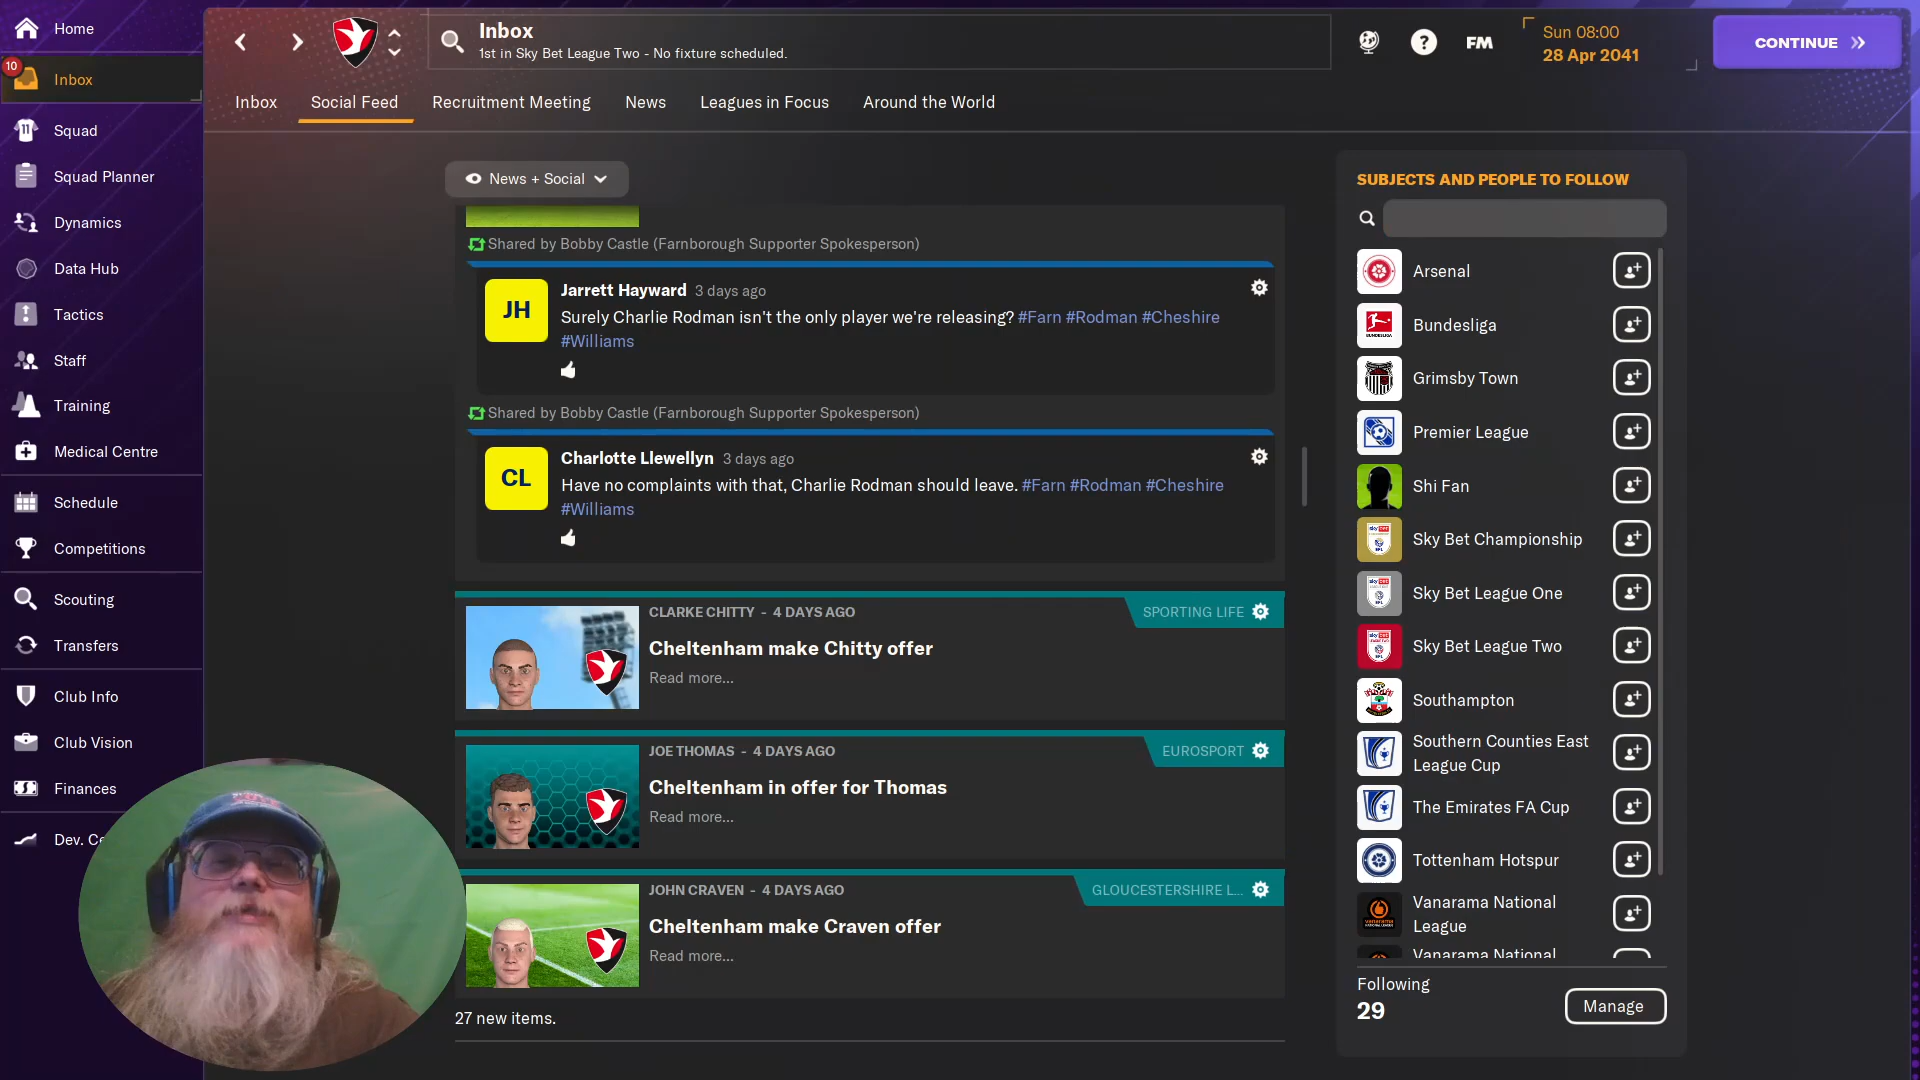 Home
10
Inbox
Squad
Squad Planner
Dynamics
Data Hub
Tactics
Staff
Training
Medical Centre
Schedule
Competitions
Scouting
Transfers
Club Info
Club Vision
Finances
Dev. Ce
Inbox
1st in Sky Bet League Two - No fixture scheduled.
?
FM
Sun 08:00
28 Apr 2041
CONTINUE
Inbox
Social Feed
Recruitment Meeting
News
Leagues in Focus
Around the World
News + Social
Shared by Bobby Castle (Farnborough Supporter Spokesperson)
JH
Jarrett Hayward 3 days ago
Surely Charlie Rodman isn't the only player we're releasing? #Farn #Rodman #Cheshire
#Williams
Shared by Bobby Castle (Farnborough Supporter Spokesperson)
CL
Charlotte Llewellyn 3 days ago
Have no complaints with that, Charlie Rodman should leave. #Farn #Rodman #Cheshire
#Williams
CLARKE CHITTY - 4 DAYS AGO
SPORTING LIFE
Cheltenham make Chitty offer
Read more...
JOE THOMAS - 4 DAYS AGO
EUROSPORT
Cheltenham in offer for Thomas
Read more...
JOHN CRAVEN - 4 DAYS AGO
GLOUCESTERSHIRE L...
Cheltenham make Craven offer
Read more...
27 new items.
SUBJECTS AND PEOPLE TO FOLLOW
Arsenal
Bundesliga
Grimsby Town
Premier League
Shi Fan
Sky Bet Championship
Sky Bet League One
Sky Bet League Two
Southampton
Southern Counties East
League Cup
The Emirates FA Cup
Tottenham Hotspur
Vanarama National
League
Vanarama National
Following
29
Manage